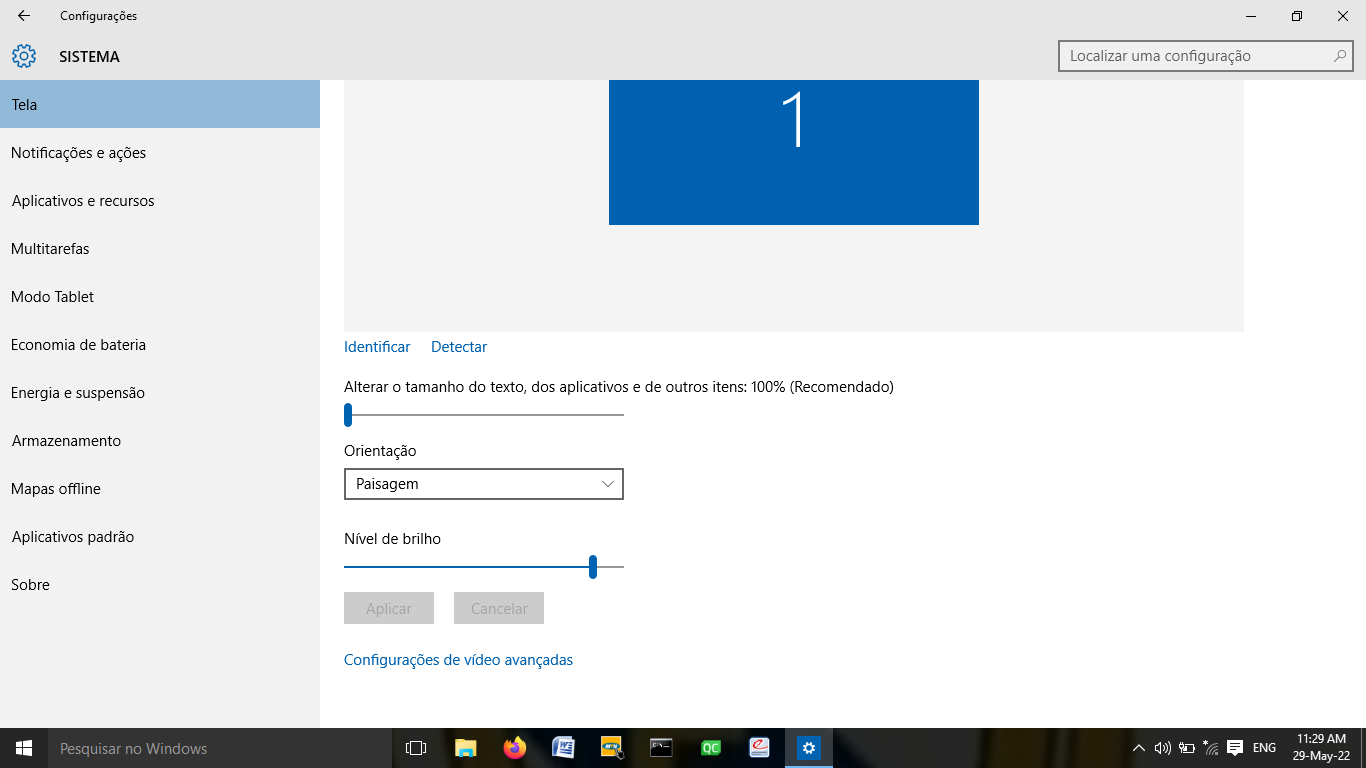 Configurações
SISTEMA
Localizar uma configuração
Tela
Notificações e ações
Aplicativos e recursos
Multitarefas
Modo Tablet
Economia de bateria
Energia e suspensão
Armazenamento
Mapas offline
Aplicativos padrão
Sobre
1
Identificar Detectar
Alterar o tamanho do texto, dos aplicativos e de outros itens: 100% (Recomendado)
Orientação
Paisagem
Nível de brilho
Aplicar Cancelar
Configurações de vídeo avançadas
Pesquisar no Windows
W
MTN
QC
ENG
11:29 AM
29-May-22